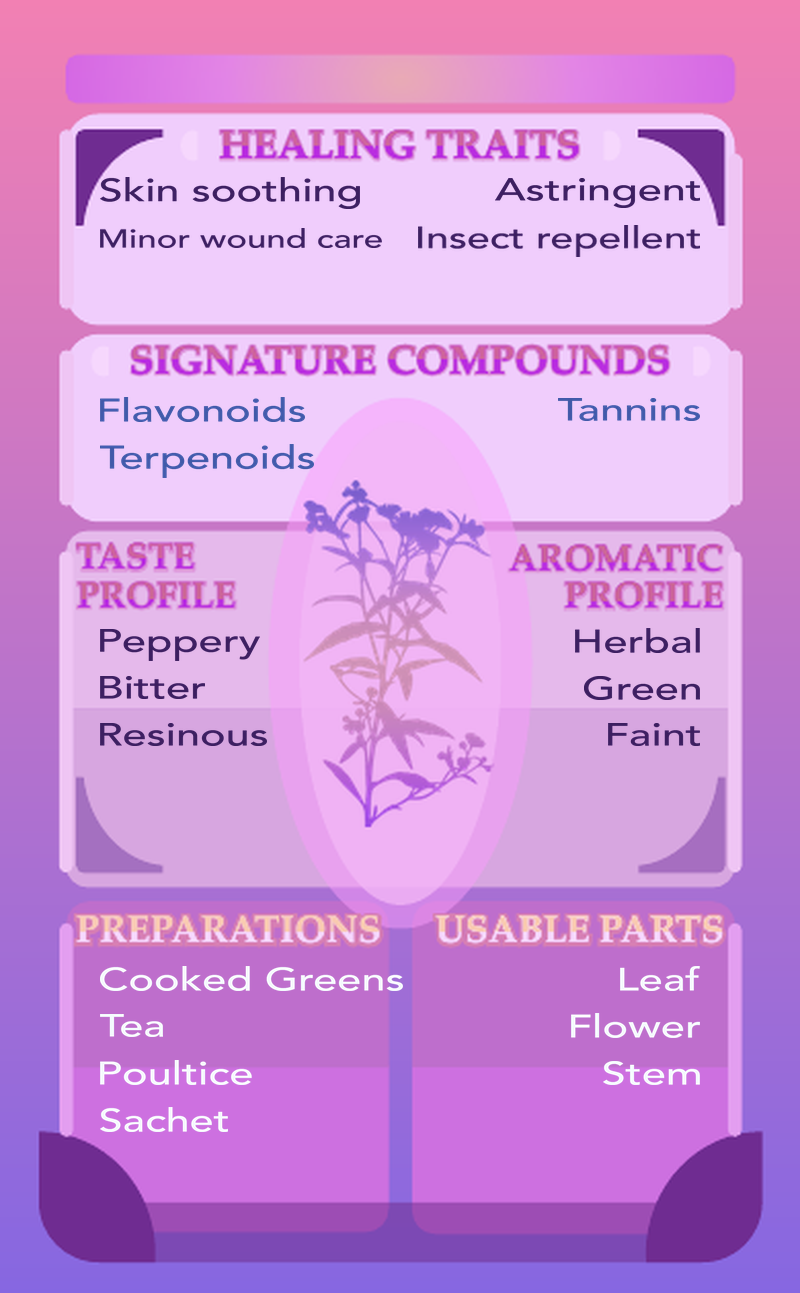 HEALING TRAITS
Skin soothing Astringent
Minor wound care Insect repellent
SIGNATURE COMPOUNDS
Flavonoids Tannins
Terpenoids
TASTE PROFILE
Peppery
Bitter
Resinous
AROMATIC PROFILE
Herbal
Green
Faint
PREPARATIONS
Cooked Greens
Tea
Poultice
Sachet
USABLE PARTS
Leaf
Flower
Stem